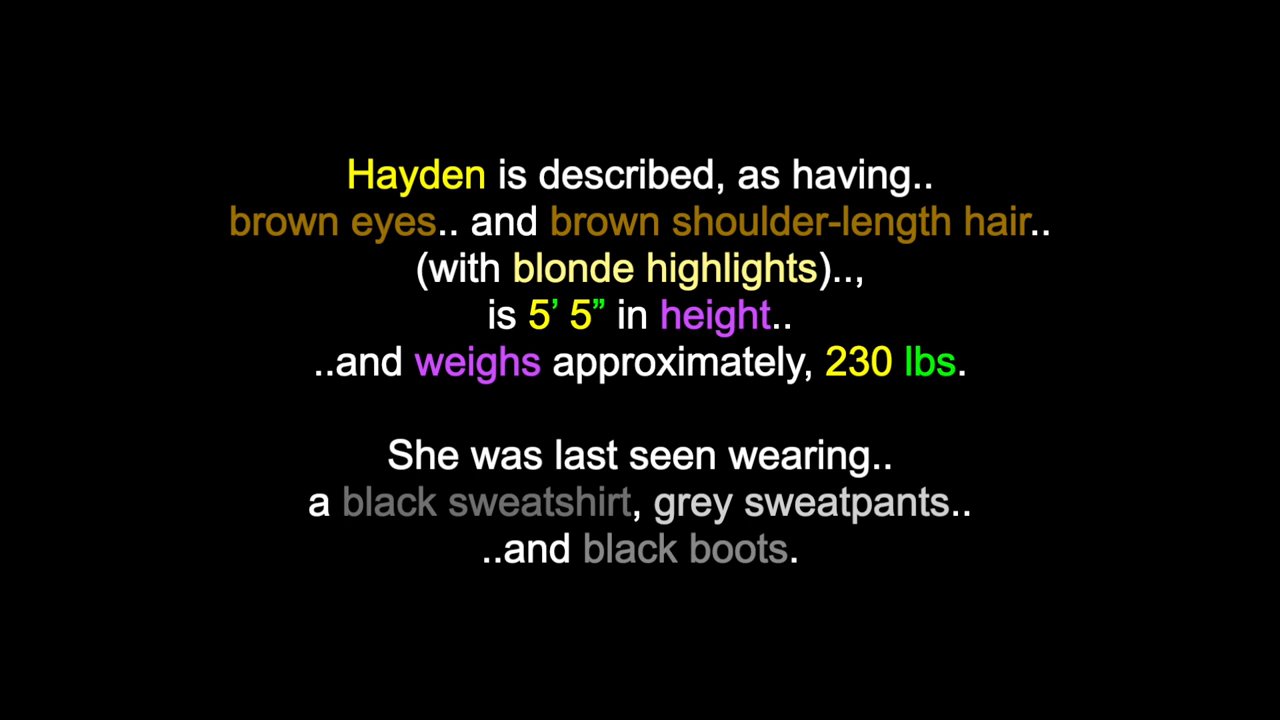 Hayden is described, as having..
brown eyes.. and brown shoulder-length hair..
(with blonde highlights)..,
is 5’ 5” in height..
..and weighs approximately, 230 lbs.
She was last seen wearing..
a black sweatshirt, grey sweatpants..
..and black boots.